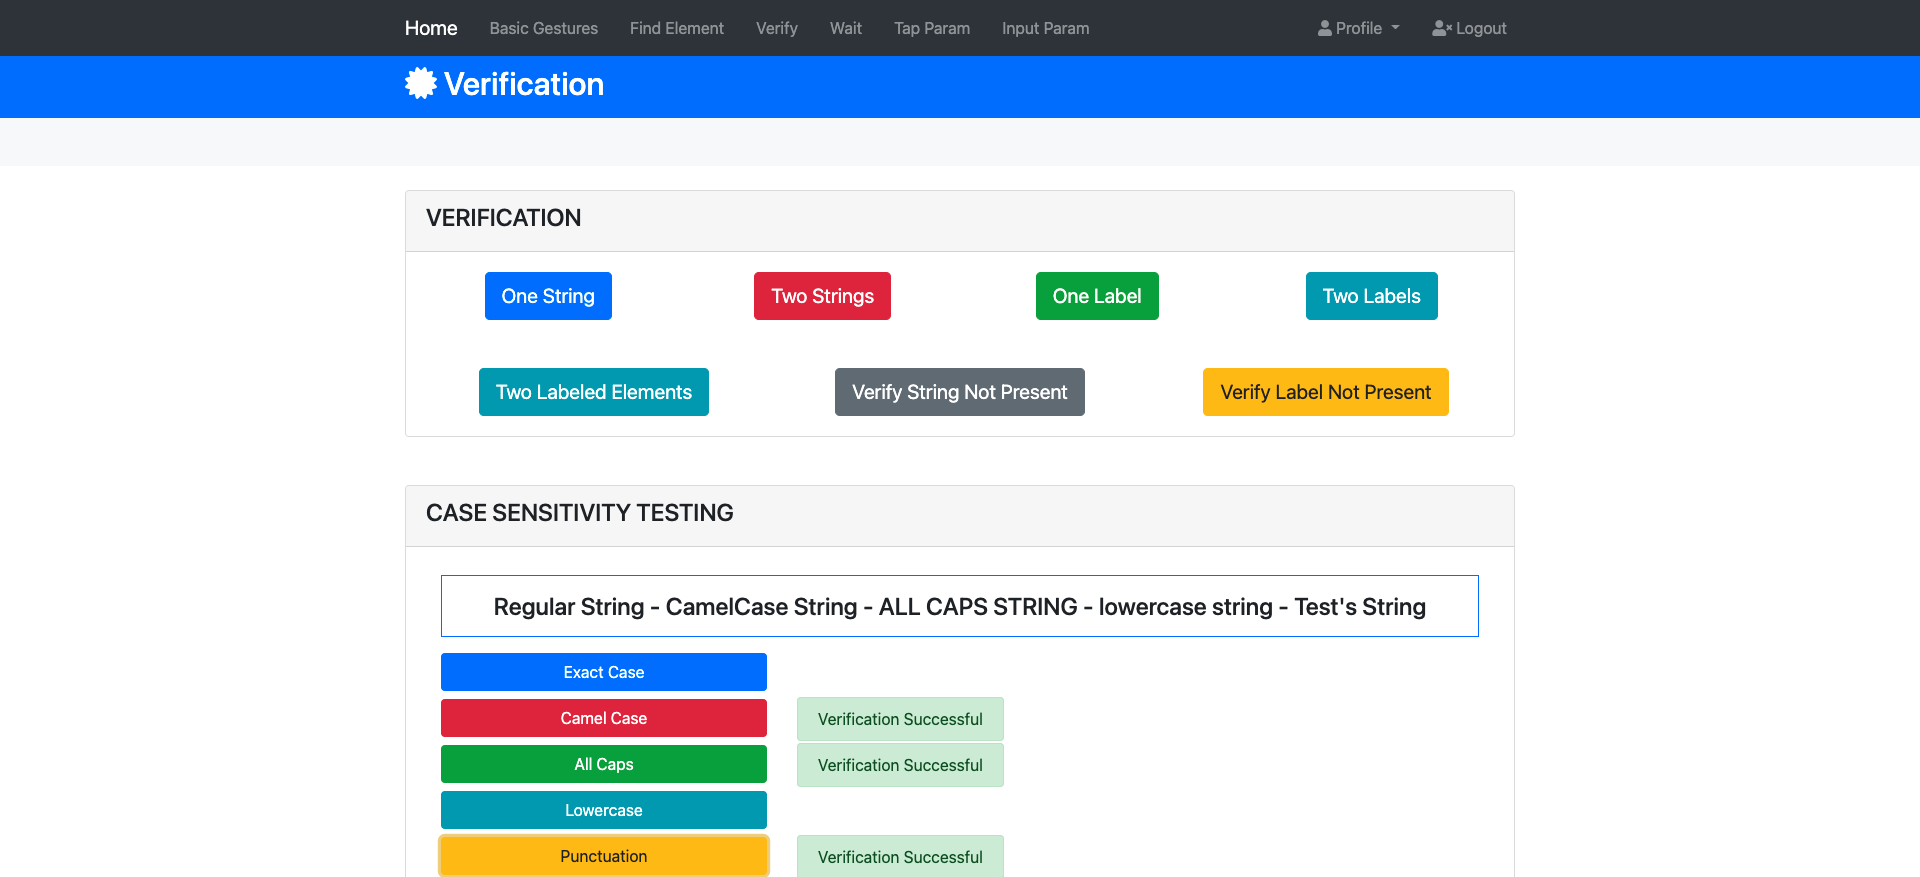 Home Basic Gestures Find Element Verify Wait Tap Param Input Param Profile Logout
Verification
VERIFICATION
One String Two Strings One Label Two Labels
Two Labeled Elements Verify String Not Present Verify Label Not Present
CASE SENSITIVITY TESTING
Regular String - CamelCase String - ALL CAPS STRING - lowercase string - Test's String
Exact Case
Camel Case Verification Successful
All Caps Verification Successful
Lowercase
Punctuation Verification Successful